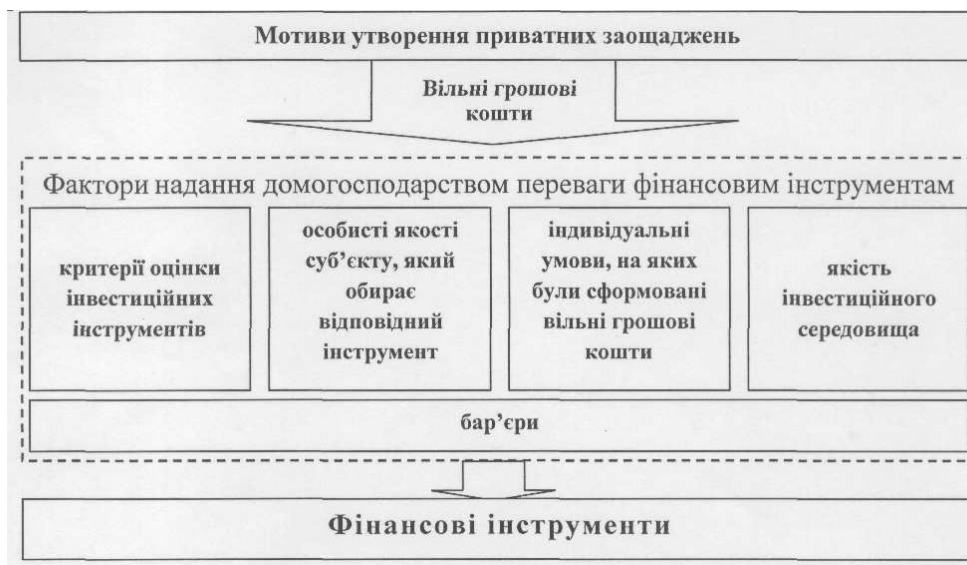 Мотиви утворення приватних заощаджень
Вільні грошові
кошти
Фактори надання домогосподарством переваги фінансовим інструментам
критерії оцінки
інвестиційних
інструментів
особисті якості
суб’єкту, який
обирає
відповідний
інструмент
індивідуальні
умови, на яких
були сформовані
вільні грошові
кошти
якість
інвестиційного
середовища
бар’єри
Фінансові інструменти